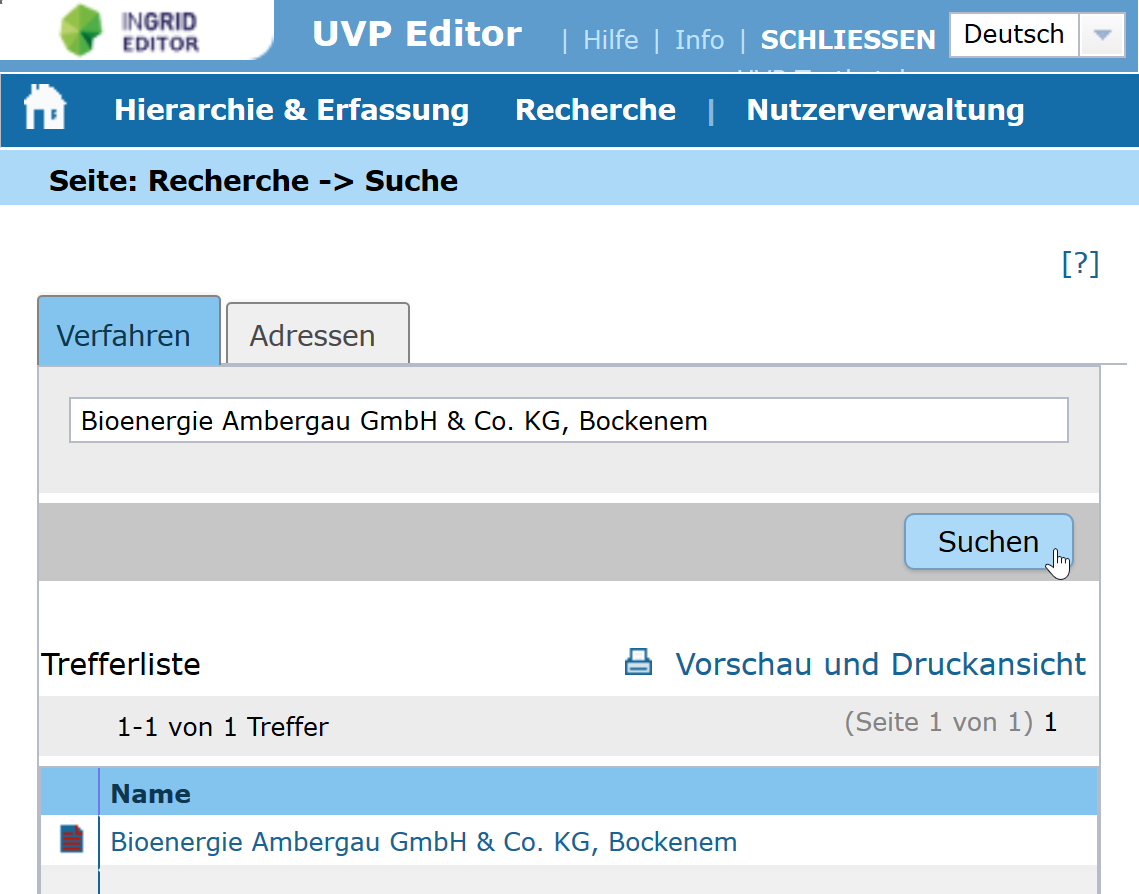 INGRID
EDITOR
UVP Editor | Hilfe | Info | SCHLIESSEN Deutsch
Hierarchie & Erfassung Recherche | Nutzerverwaltung
Seite: Recherche -> Suche
[?]
Verfahren Adressen
Bioenergie Ambergau GmbH & Co. KG, Bockenem
Suchen
Trefferliste Vorschau und Druckansicht
1-1 von 1 Treffer (Seite 1 von 1) 1
Name
Bioenergie Ambergau GmbH & Co. KG, Bockenem